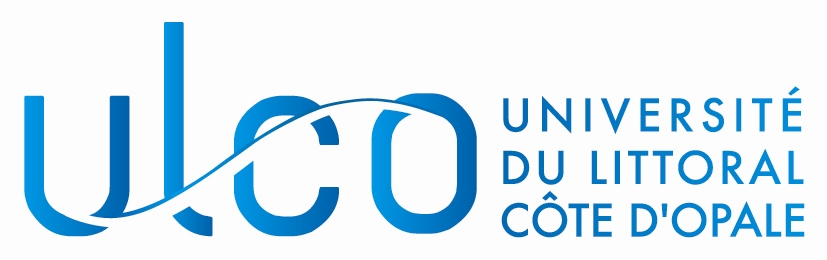 ulco
UNIVERSITÉ
DU LITTORAL
CÔTE D'OPALE